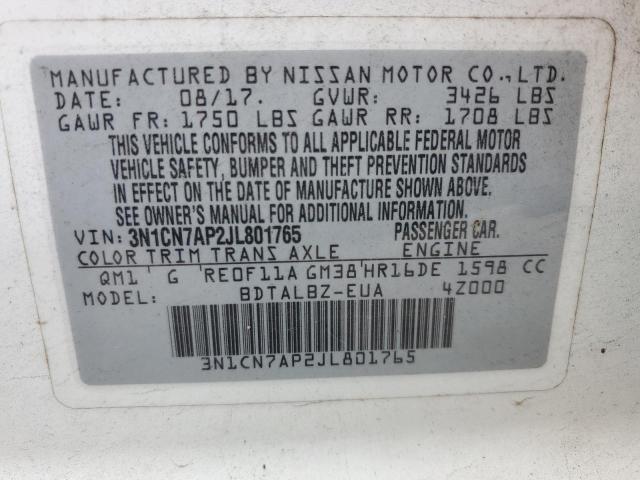 MANUFACTURED BY NISSAN MOTOR CO., LTD.
DATE: 08/17. GVWR: 3426 LBS
GAWR FR: 1750 LBS GAWR RR: 1708 LBS
THIS VEHICLE CONFORMS TO ALL APPLICABLE FEDERAL MOTOR
VEHICLE SAFETY, BUMPER AND THEFT PREVENTION STANDARDS
IN EFFECT ON THE DATE OF MANUFACTURE SHOWN ABOVE.
SEE OWNER'S MANUAL FOR ADDITIONAL INFORMATION.
VIN: 3N1CN7AP2JL801765 PASSENGER CAR
COLOR TRIM TRANS AXLE ENGINE
QM1 G RE0F11A GM38 HR16DE 1598 CC
MODEL: BDTALBZ-EUA 4Z000
3N1CN7AP2JL801765